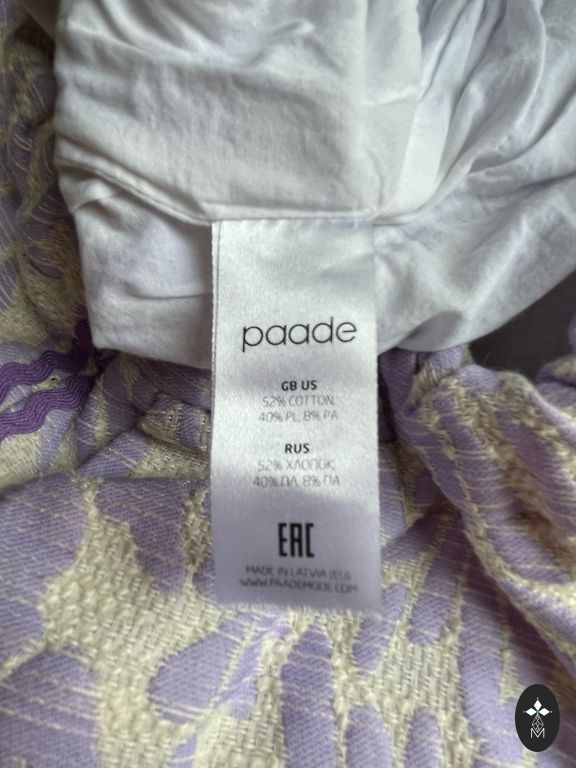 paade
GB US
52% COTTON,
40% PL, 8% PA
RUS
52% ХЛОПОК,
40% ПЛ, 8% ПА
EAC
MADE IN LATVIA (EU)
WWW.PAADEMODE.COM